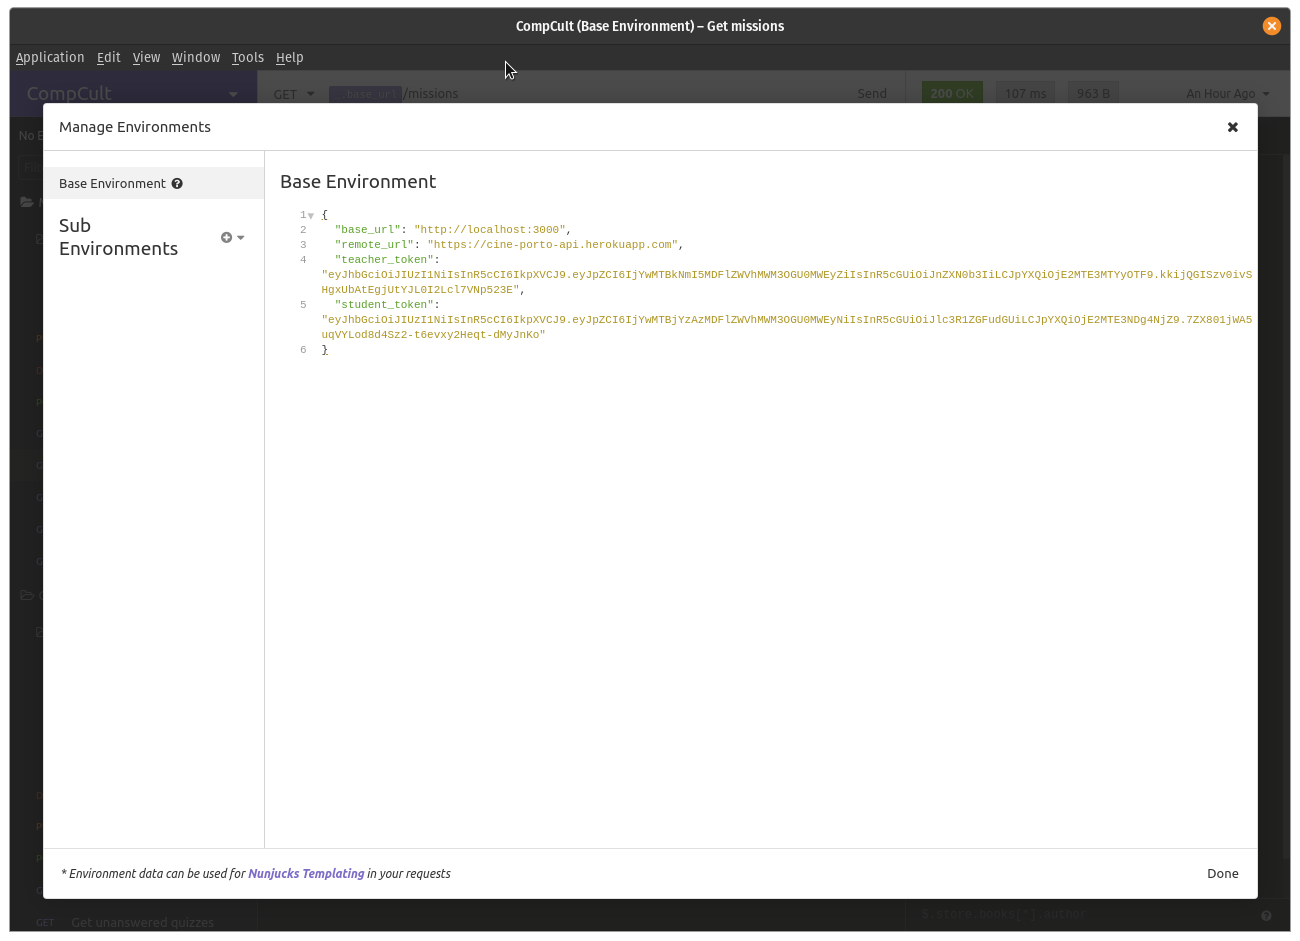 CompCult (Base Environment) – Get missions
Application Edit View Window Tools Help
CompCult
GET _.base_url /missions Send 200 OK 107 ms 963 B An Hour Ago
Manage Environments
Base Environment
Sub
Environments
Base Environment
1 {
2 "base_url": "http://localhost:3000",
3 "remote_url": "https://cine-porto-api.herokuapp.com",
4 "teacher_token":
"eyJhbGciOiJIUzI1NiIsInR5cCI6IkpXVCJ9.eyJpZCI6IjYwMTBkNmI5MDFlZWVhMWM3OGU0MWEyZiIsInR5cGUiOiJnZXN0b3IiLCJpYXQiOjE2MTE3MTYyOTF9.kkijQGISzv0ivS
HgxUbAtEgjUtYJL0I2Lcl7VNp523E",
5 "student_token":
"eyJhbGciOiJIUzI1NiIsInR5cCI6IkpXVCJ9.eyJpZCI6IjYwMTBjYzAzMDFlZWVhMWM3OGU0MWEyNiIsInR5cGUiOiJlc3R1ZGFudGUiLCJpYXQiOjE2MTE3NDg4NjZ9.7ZX801jWA5
uqVYLod8d4Sz2-t6evxy2Heqt-dMyJnKo"
6 }
* Environment data can be used for Nunjucks Templating in your requests
Done
GET Get unanswered quizzes
$.store.books[*].author